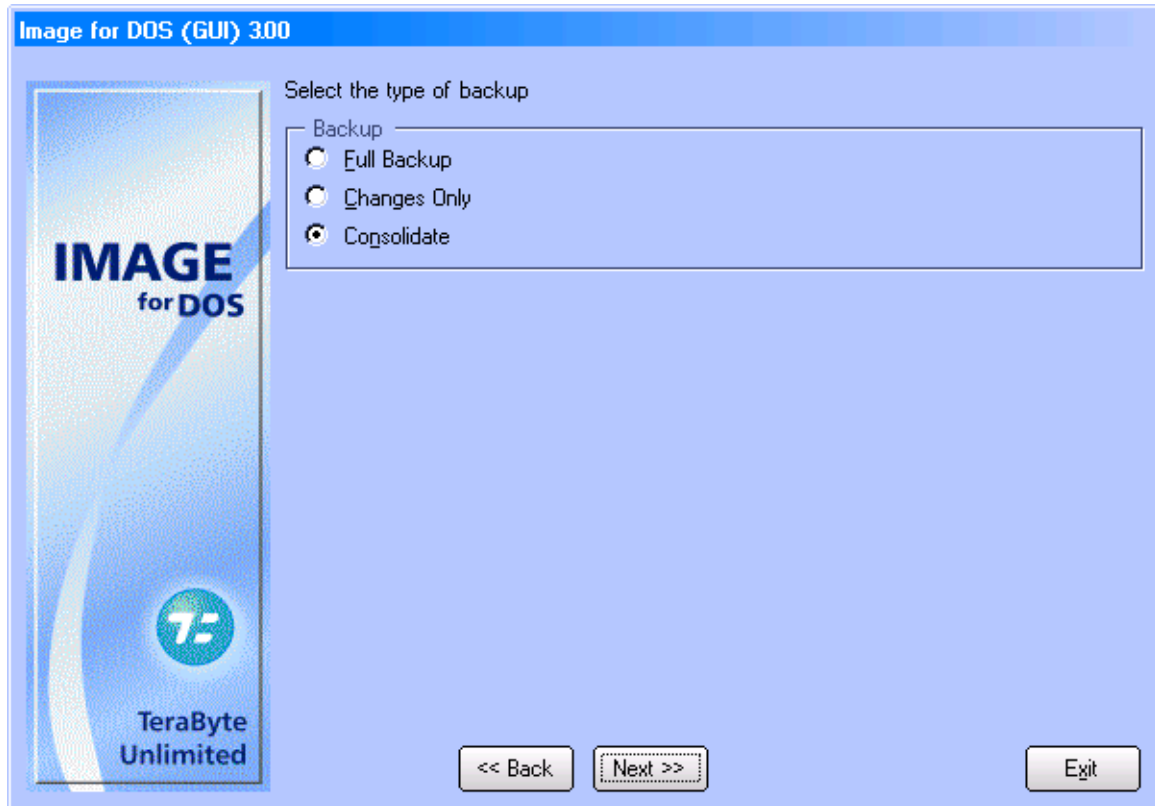 Image for DOS (GUI) 3.00
Select the type of backup
Backup
Full Backup
Changes Only
Consolidate
IMAGE
for DOS
TeraByte
Unlimited
<< Back
Next >>
Exit